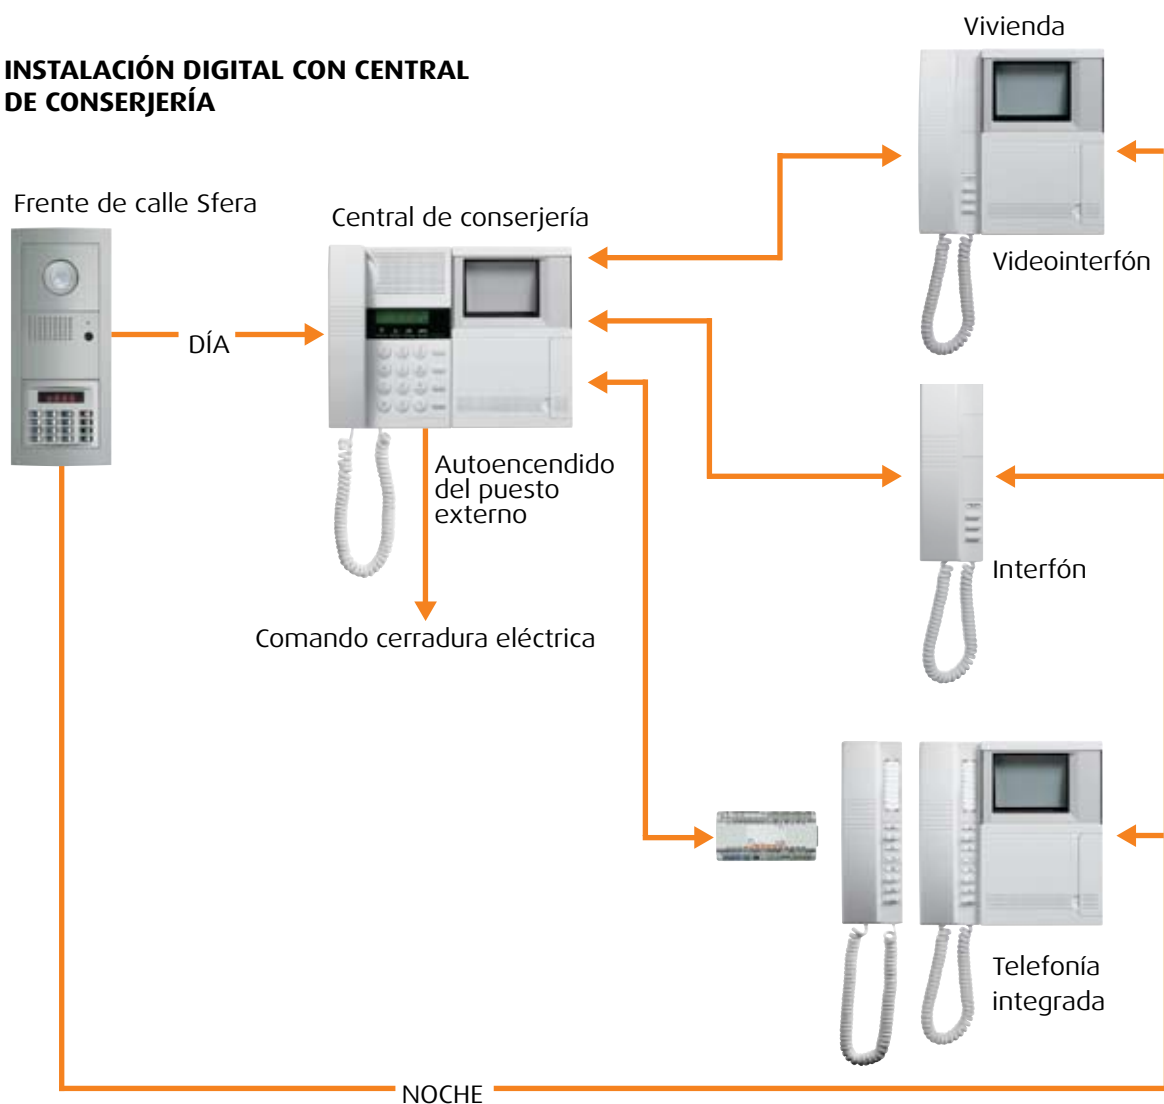 Vivienda
INSTALACIÓN DIGITAL CON CENTRAL
DE CONSERJERÍA
Frente de calle Sfera
Central de conserjería
Videointerfón
DÍA
Autoencendido
del puesto
externo
Interfón
Comando cerradura eléctrica
Telefonía
integrada
NOCHE